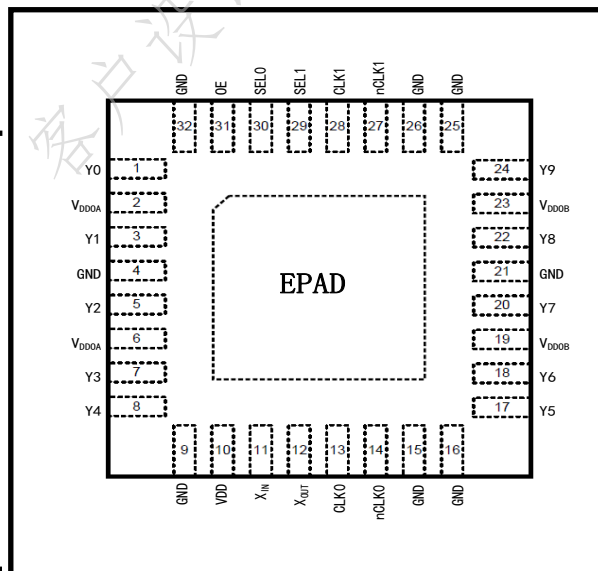 GND OE SEL0 SEL1 CLK1 nCLK1 GND GND
32 31 30 29 28 27 26 25
Y0 1 24 Y9
VDDOA 2 23 VDDOB
Y1 3 22 Y8
GND 4 21 GND
EPAD
Y2 5 20 Y7
VDDOA 6 19 VDDOB
Y3 7 18 Y6
Y4 8 17 Y5
9 10 11 12 13 14 15 16
GND VDD XIN XOUT CLK0 nCLK0 GND GND
客户设